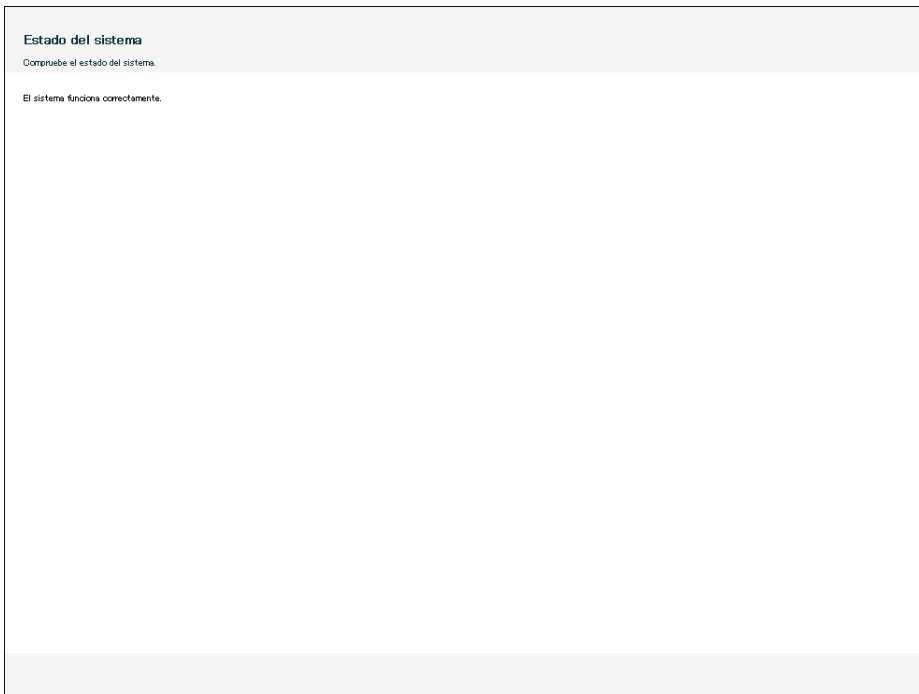 Estado del sistema
Compruebe el estado del sistema.
El sistema funciona correctamente.